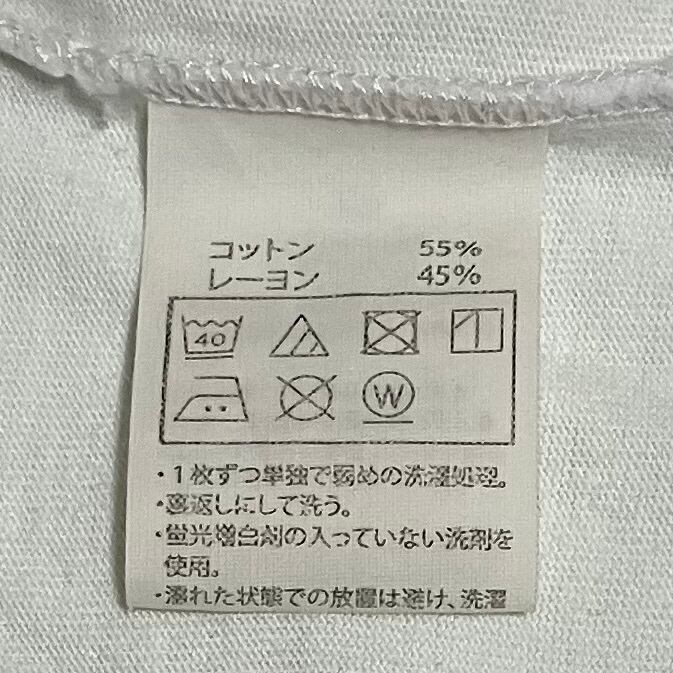 コットン 55%
レーヨン 45%
40
W
・1枚ずつ単独で弱めの洗濯処理。
・裏返しにして洗う。
・蛍光増白剤の入っていない洗剤を
使用。
・濡れた状態での放置は避け、洗濯